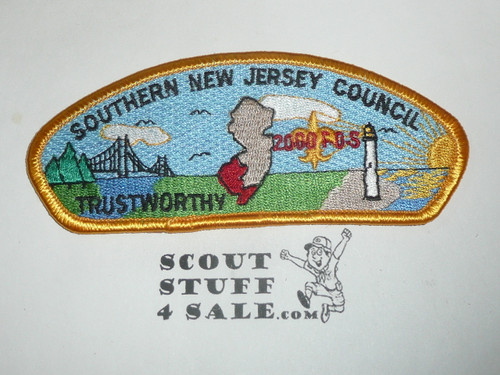 SOUTHERN NEW JERSEY COUNCIL
2000 F-O-S
TRUSTWORTHY
SCOUT
STUFF
4 SALE.com